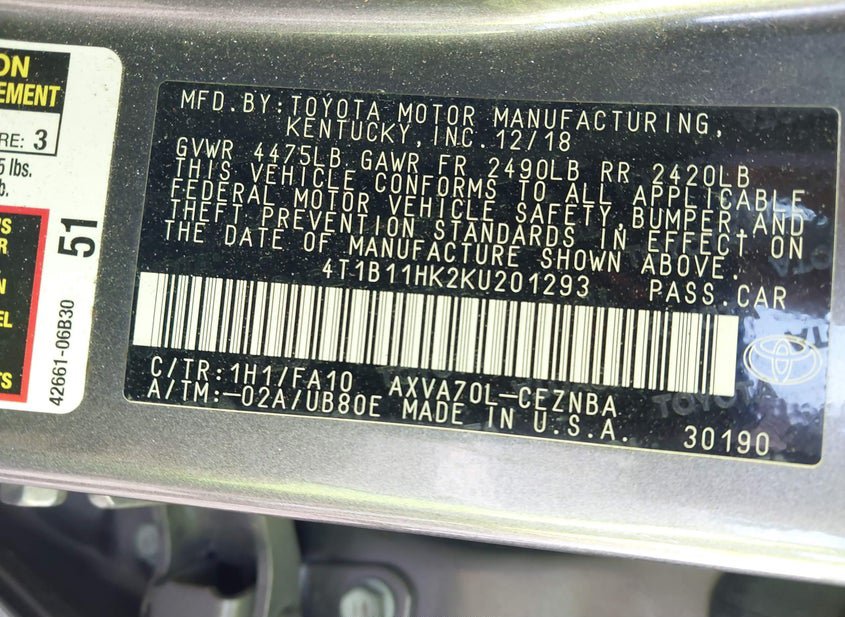 ON
EMENT
RE: 3
5 lbs.
b.
51
42661-06B30
MFD.BY:TOYOTA MOTOR MANUFACTURING,
KENTUCKY,INC.12/18
GVWR 4475LB GAWR FR 2490LB RR 2420LB
THIS VEHICLE CONFORMS TO ALL APPLICABLE
FEDERAL MOTOR VEHICLE SAFETY,BUMPER,AND
THEFT PREVENTION STANDARDS IN EFFECT ON
THE DATE OF MANUFACTURE SHOWN ABOVE.
4T1B11HK2KU201293 PASS.CAR
C/TR:1H1/FA10 AXVA70L-CEZNBA
A/TM:-02A/UB80E MADE IN U.S.A. 30190
TOYOTA